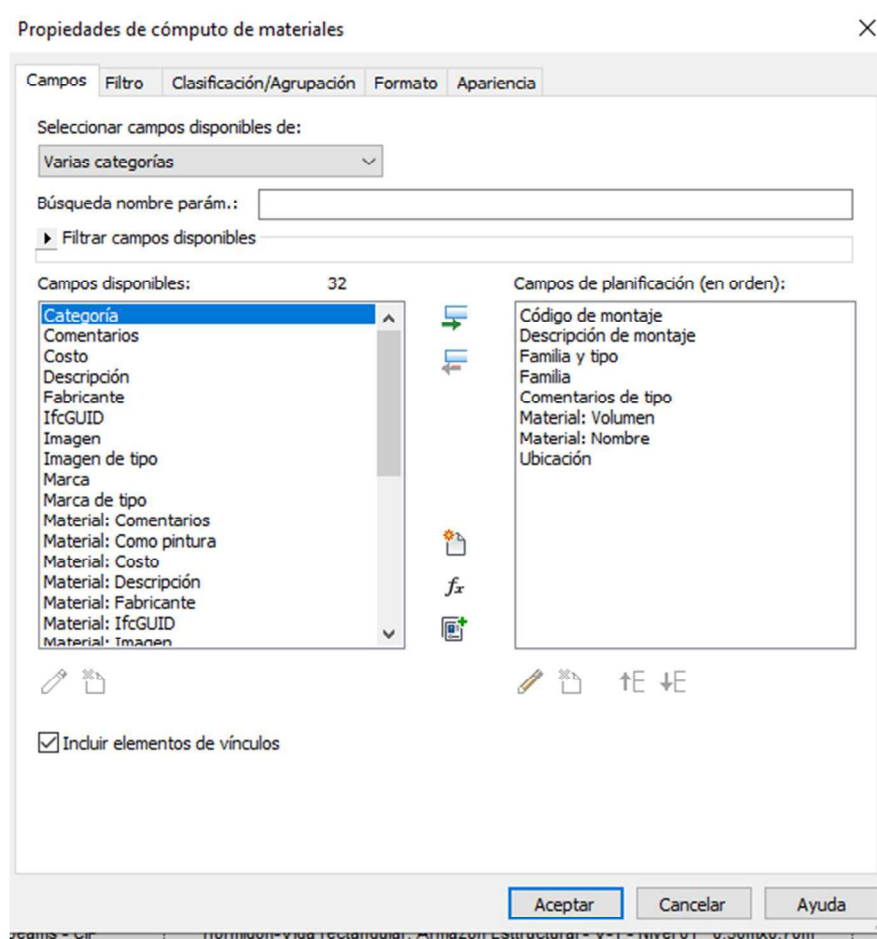 Propiedades de cómputo de materiales
Campos Filtro Clasificación/Agrupación Formato Apariencia
Seleccionar campos disponibles de:
Varias categorías
Búsqueda nombre parám.:
Filtrar campos disponibles
Campos disponibles: 32
Categoría
Comentarios
Costo
Descripción
Fabricante
IfcGUID
Imagen
Imagen de tipo
Marca
Marca de tipo
Material: Comentarios
Material: Como pintura
Material: Costo
Material: Descripción
Material: Fabricante
Material: IfcGUID
Material: Imagen
Campos de planificación (en orden):
Código de montaje
Descripción de montaje
Familia y tipo
Familia
Comentarios de tipo
Material: Volumen
Material: Nombre
Ubicación
fx
E E
Incluir elementos de vínculos
Aceptar Cancelar Ayuda